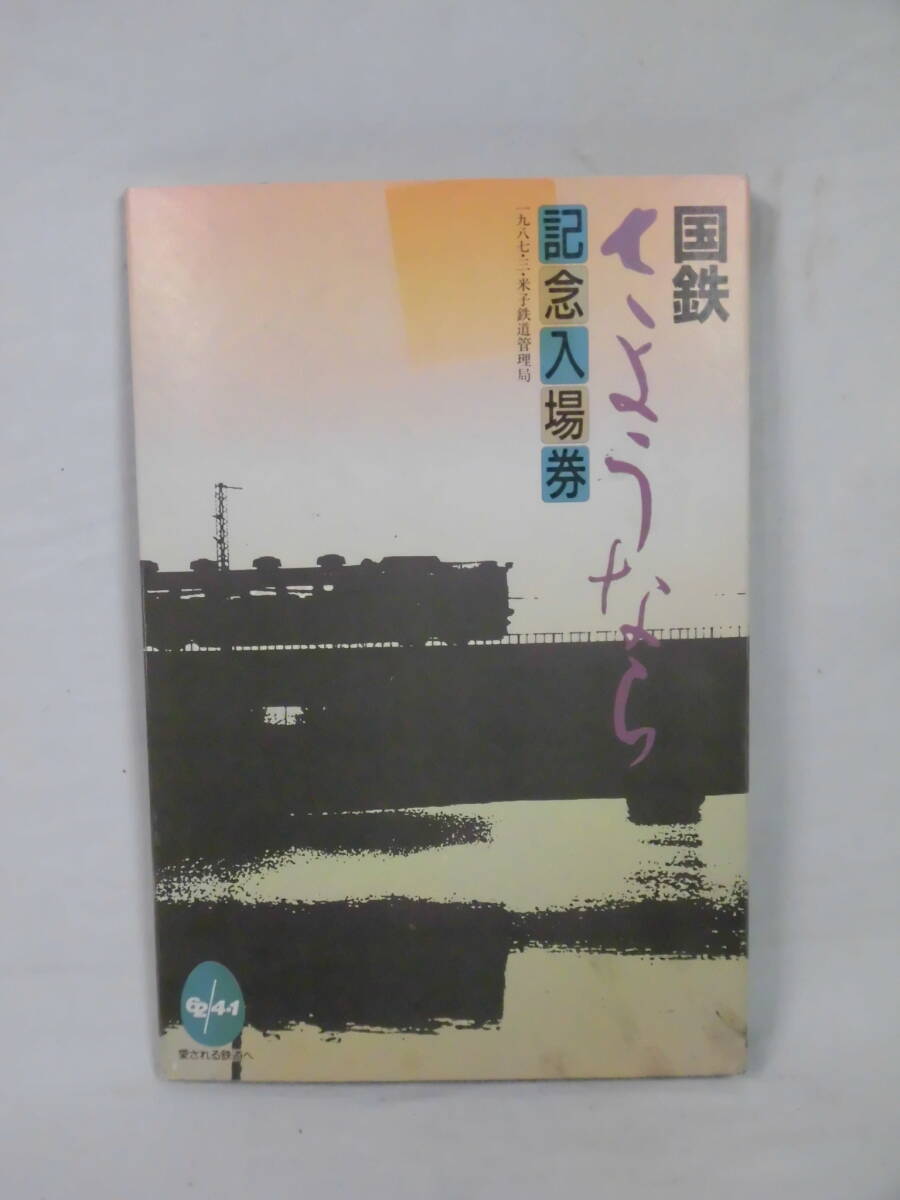 国鉄
さようなら
記念入場券
一九八七・三・米子鉄道管理局
62/4・1
愛される鉄道へ